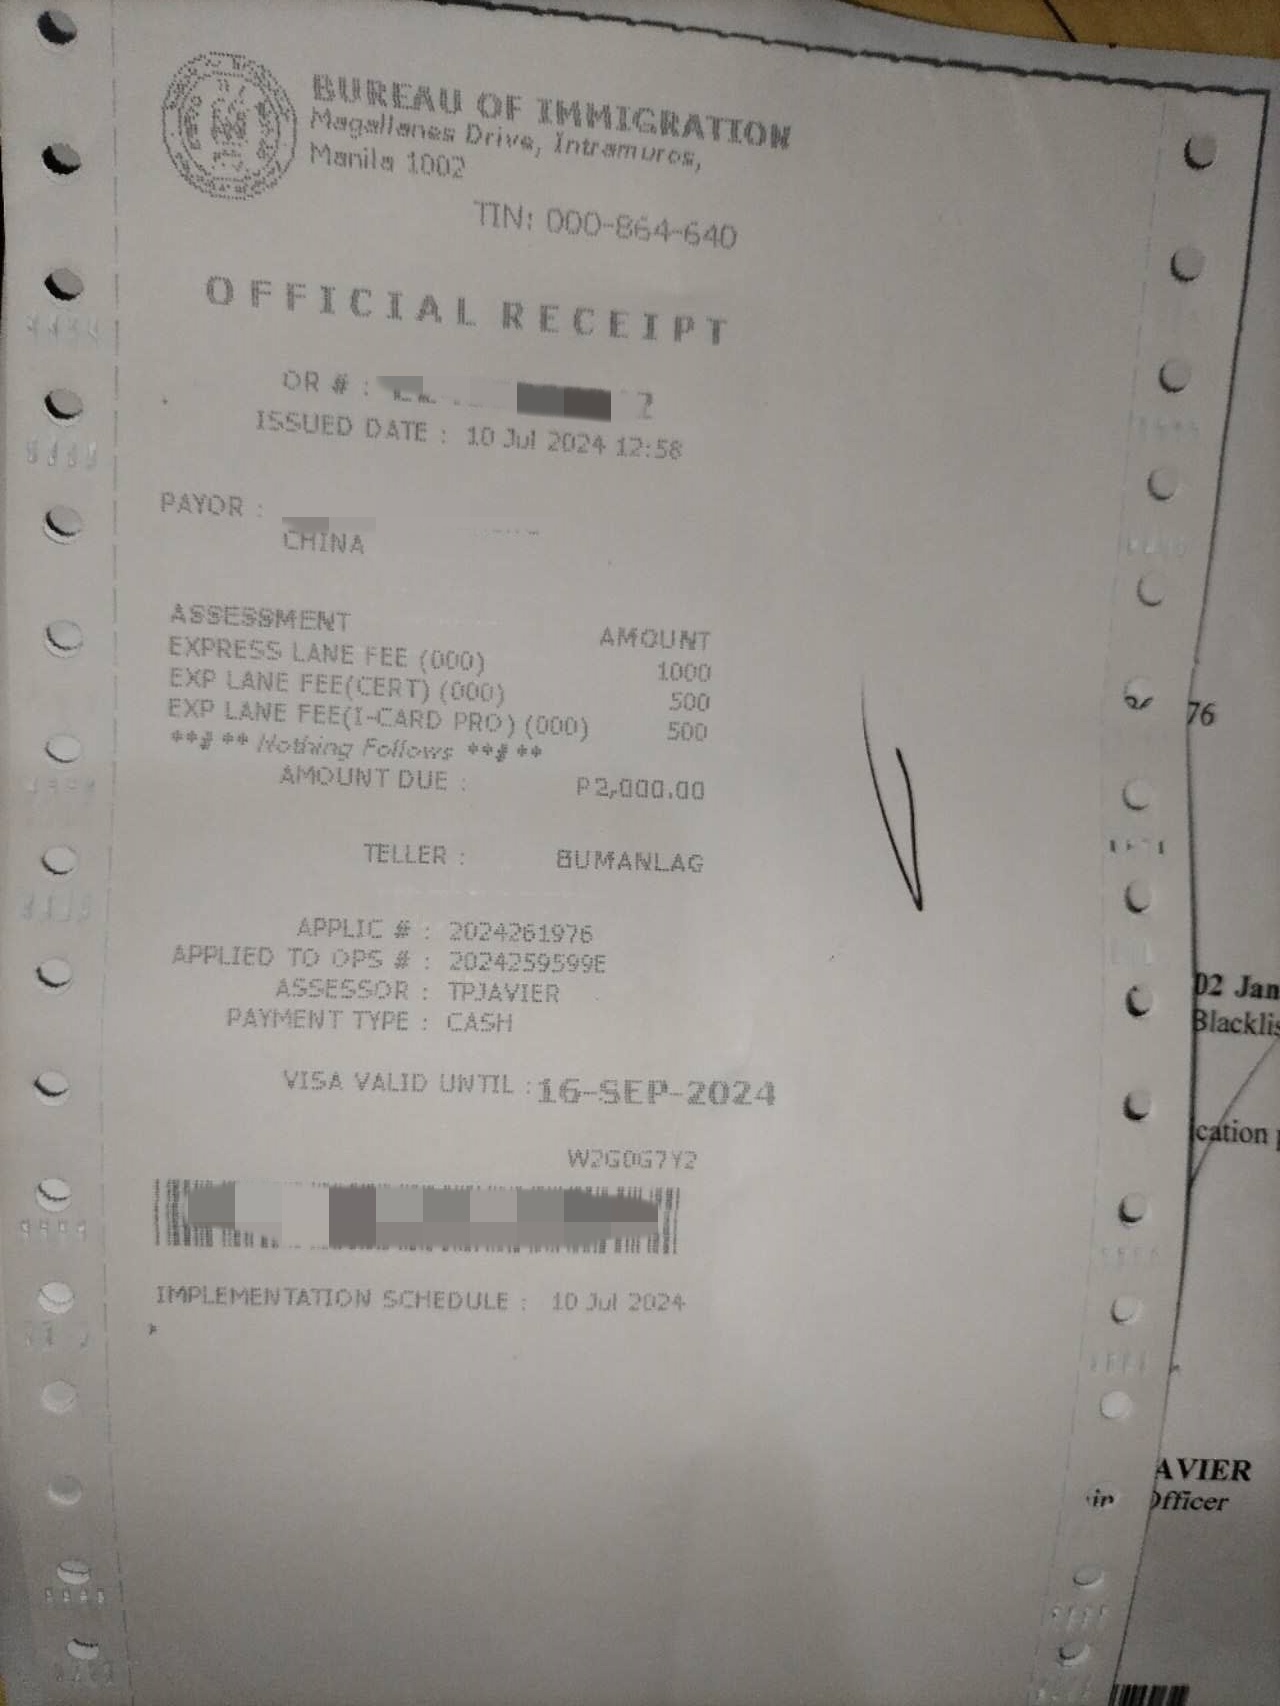 BUREAU OF IMMIGRATION
Magallanes Drive, Intramuros,
Manila 1002
TIN: 000-864-640
OFFICIAL RECEIPT
OR # : 2
ISSUED DATE : 10 Jul 2024 12:58
PAYOR :
CHINA
ASSESSMENT AMOUNT
EXPRESS LANE FEE (000) 1000
EXP LANE FEE(CERT) (000) 500
EXP LANE FEE(I-CARD PRO) (000) 500
**#** Nothing Follows **#**
AMOUNT DUE : P2,000.00
TELLER : BUMANLAG
APPLIC # : 2024261976
APPLIED TO OPS # : 2024259599E
ASSESSOR : TPJAVIER
PAYMENT TYPE : CASH
VISA VALID UNTIL : 16-SEP-2024
W2G0G7Y2
IMPLEMENTATION SCHEDULE : 10 Jul 2024
76
02 Jan
Blacklis
cation
AVIER
Officer